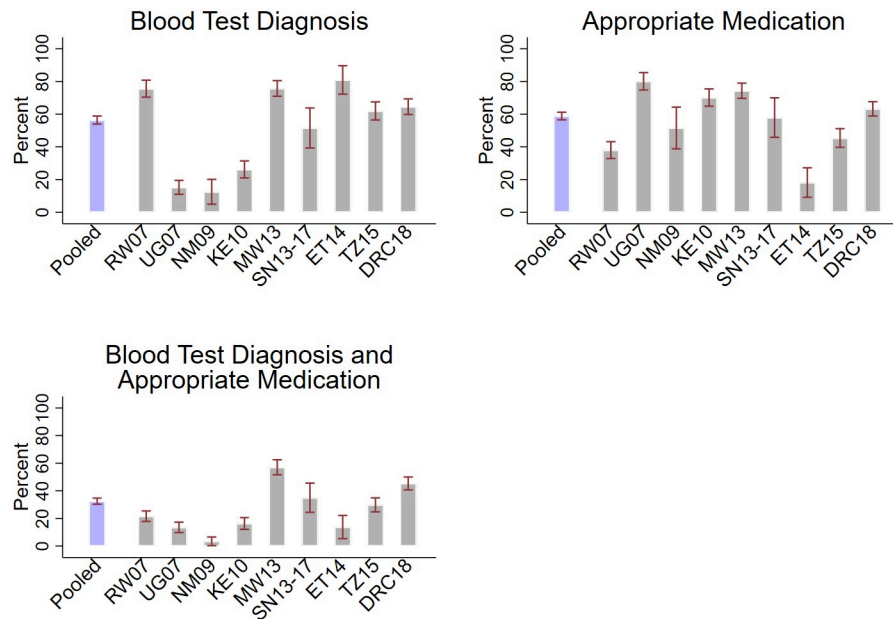 Blood Test Diagnosis
Percent
0 20 40 60 80 100
Pooled RW07 UG07 NM09 KE10 MW13 SN13-17 ET14 TZ15 DRC18
Appropriate Medication
Percent
0 20 40 60 80 100
Pooled RW07 UG07 NM09 KE10 MW13 SN13-17 ET14 TZ15 DRC18
Blood Test Diagnosis and
Appropriate Medication
Percent
0 20 40 60 80 100
Pooled RW07 UG07 NM09 KE10 MW13 SN13-17 ET14 TZ15 DRC18